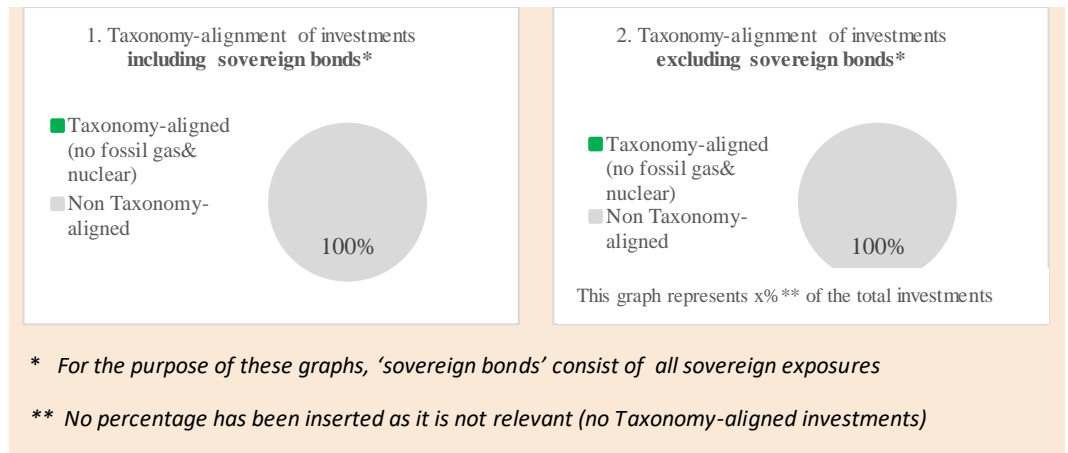 1. Taxonomy-alignment of investments
including sovereign bonds*
Taxonomy-aligned
(no fossil gas&
nuclear)
Non Taxonomy-
aligned
100%
2. Taxonomy-alignment of investments
excluding sovereign bonds*
Taxonomy-aligned
(no fossil gas&
nuclear)
Non Taxonomy-
aligned
100%
This graph represents x%** of the total investments
* For the purpose of these graphs, ‘sovereign bonds’ consist of all sovereign exposures
** No percentage has been inserted as it is not relevant (no Taxonomy-aligned investments)